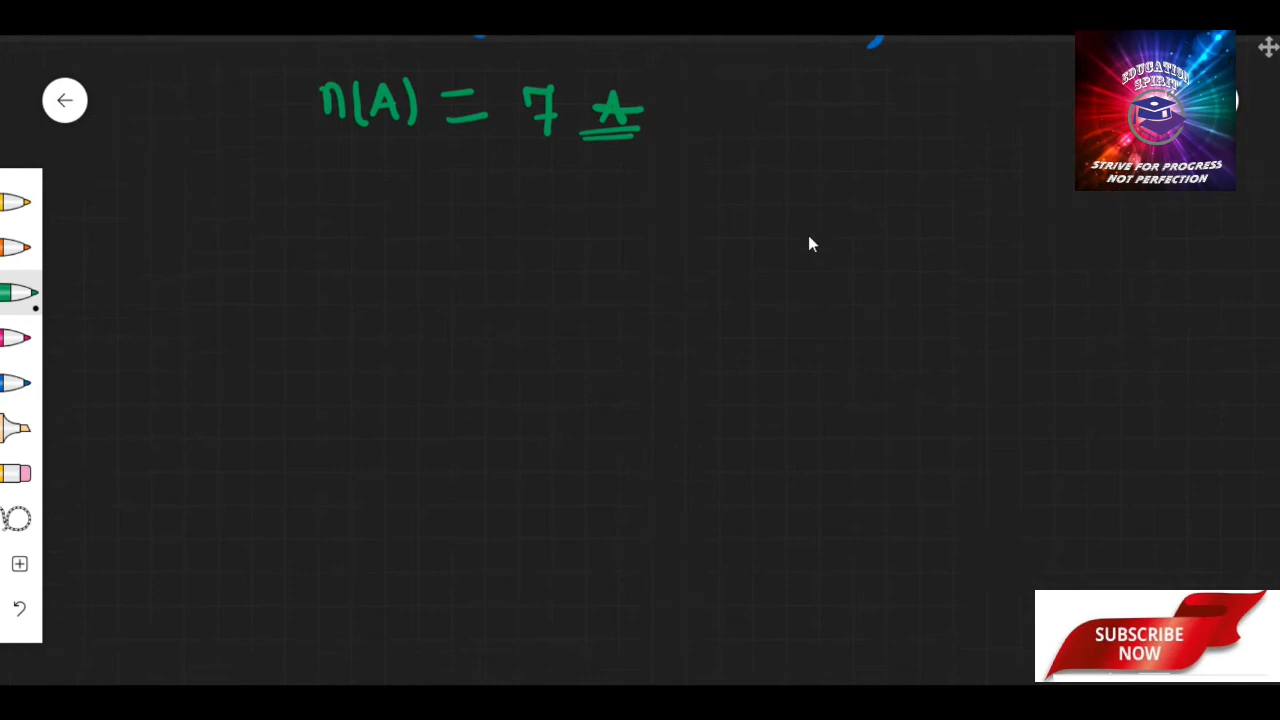 n(A) = 7
EDUCATION
SPIRIT
STRIVE FOR PROGRESS
NOT PERFECTION
SUBSCRIBE
NOW